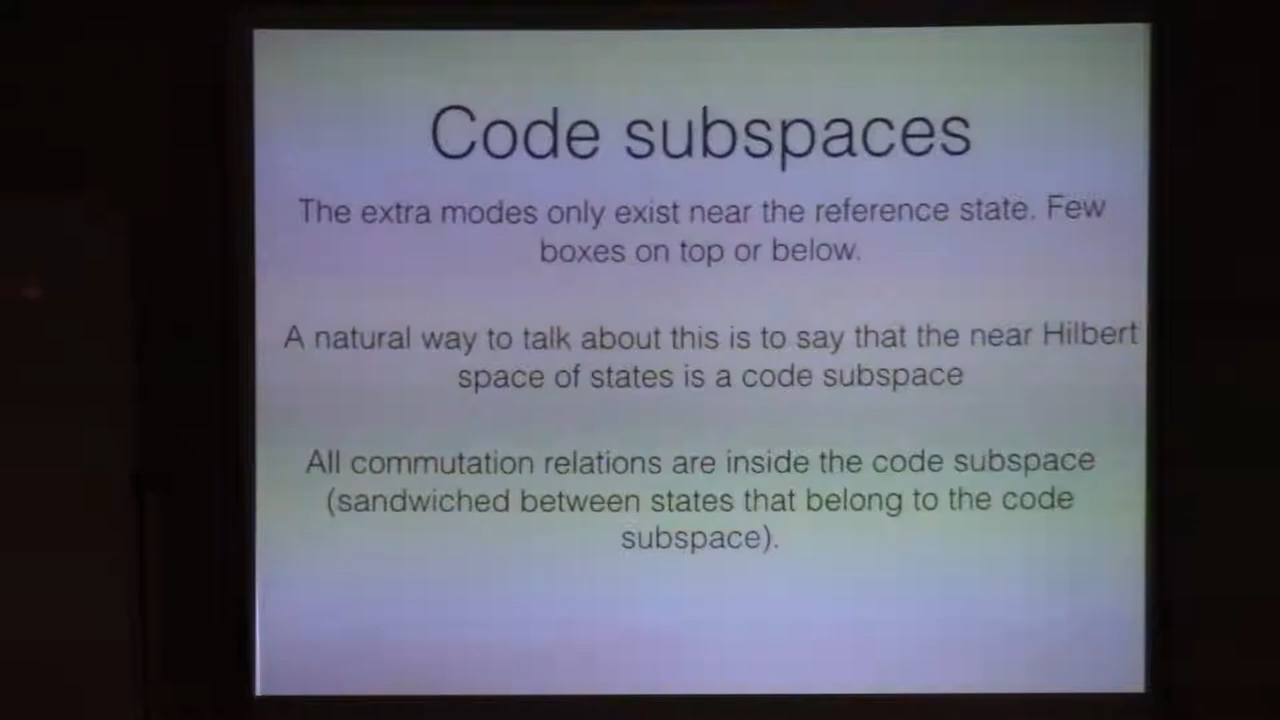 Code subspaces
The extra modes only exist near the reference state. Few
boxes on top or below.
A natural way to talk about this is to say that the near Hilbert
space of states is a code subspace
All commutation relations are inside the code subspace
(sandwiched between states that belong to the code
subspace).